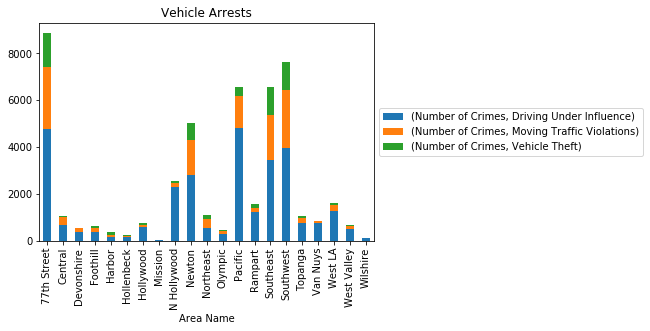 Vehicle Arrests
8000
6000
4000
2000
0
77th Street
Central
Devonshire
Foothill
Harbor
Hollenbeck
Hollywood
Mission
N Hollywood
Newton
Northeast
Olympic
Pacific
Rampart
Southeast
Southwest
Topanga
Van Nuys
West LA
West Valley
Wilshire
Area Name
(Number of Crimes, Driving Under Influence)
(Number of Crimes, Moving Traffic Violations)
(Number of Crimes, Vehicle Theft)